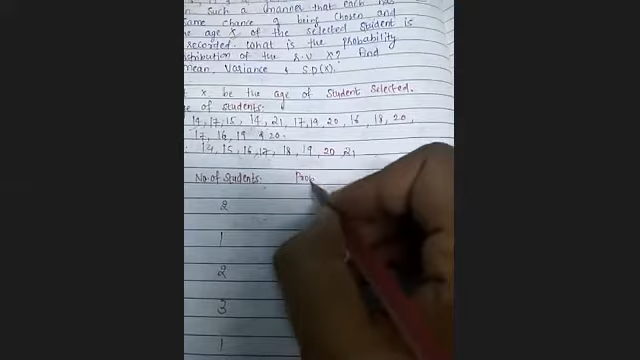 in such a manner that each has
same chance of being chosen and
the age X of the selected student is
recorded. What is the probability
distribution of the R.V X? Find
mean, Variance & S.D(X).
t x be the age of student selected.
ge of students.
14, 17, 15, 14, 21, 17, 19, 20, 16, 18, 20,
17, 16, 19 & 20.
: 14, 15, 16, 17, 18, 19, 20, 21
No. of students. Prob
2
1
2
3
1